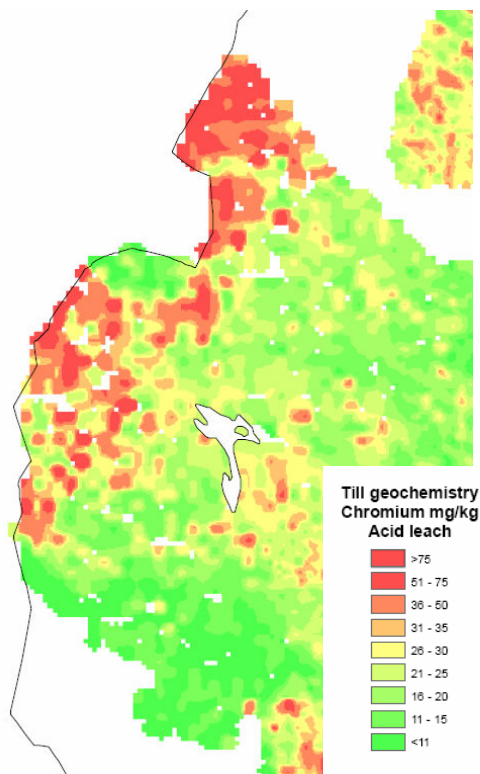 Till geochemistry
Chromium mg/kg
Acid leach
>75
51 - 75
36 - 50
31 - 35
26 - 30
21 - 25
16 - 20
11 - 15
<11